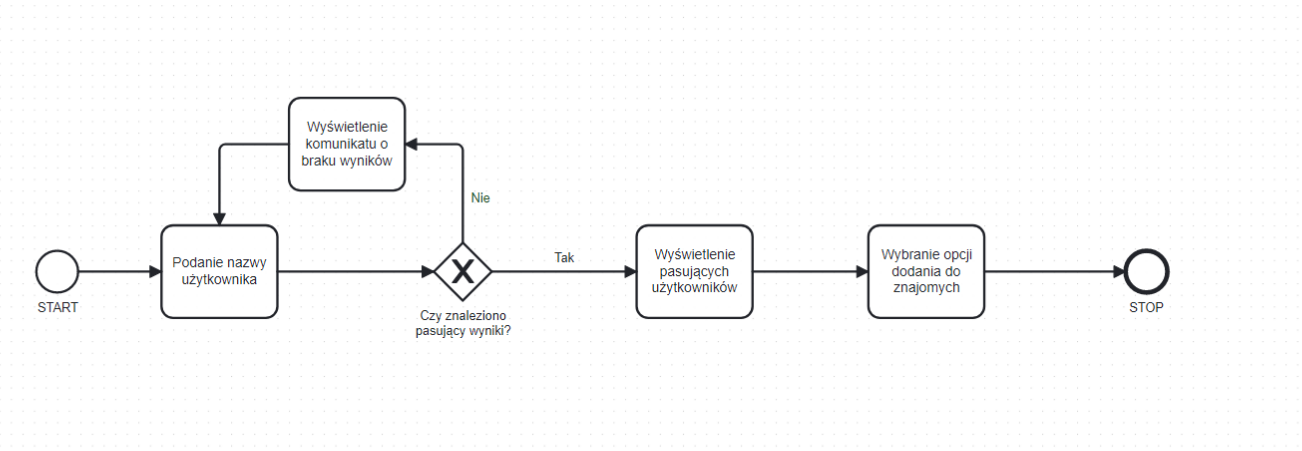 Wyświetlenie
komunikatu o
braku wyników
Nie
Podanie nazwy
użytkownika
START
Czy znaleziono
pasujący wyniki?
Tak
Wyświetlenie
pasujących
użytkowników
Wybranie opcji
dodania do
znajomych
STOP